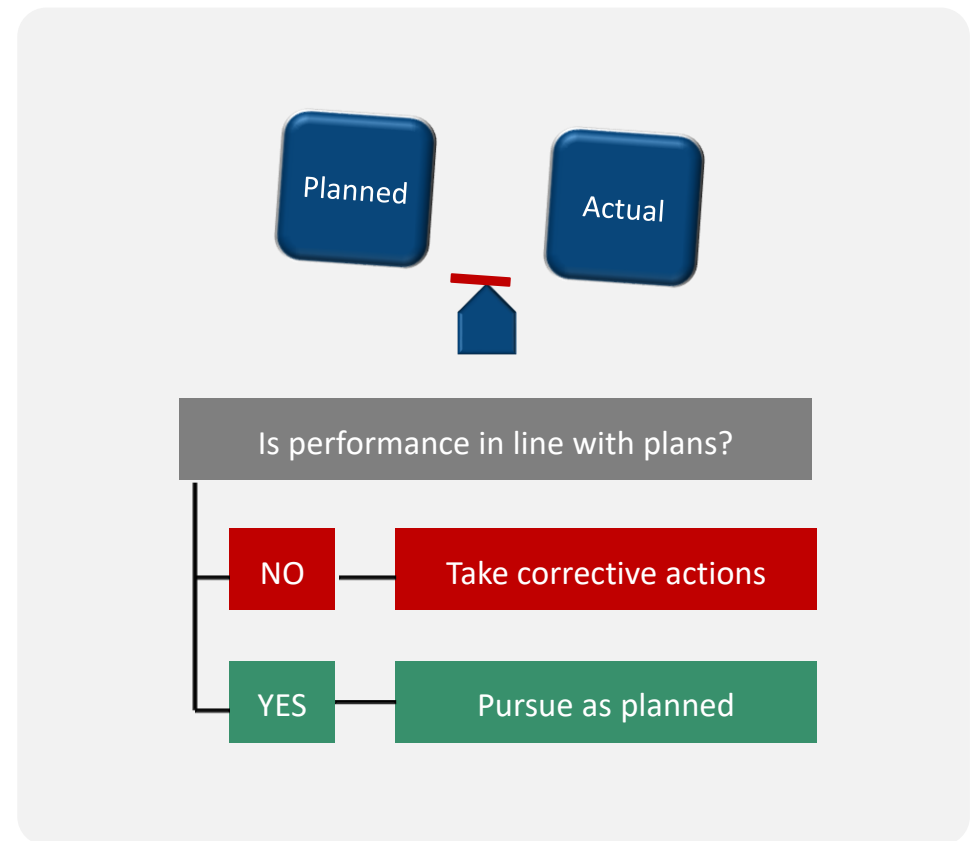 Planned
Actual
Is performance in line with plans?
NO
Take corrective actions
YES
Pursue as planned